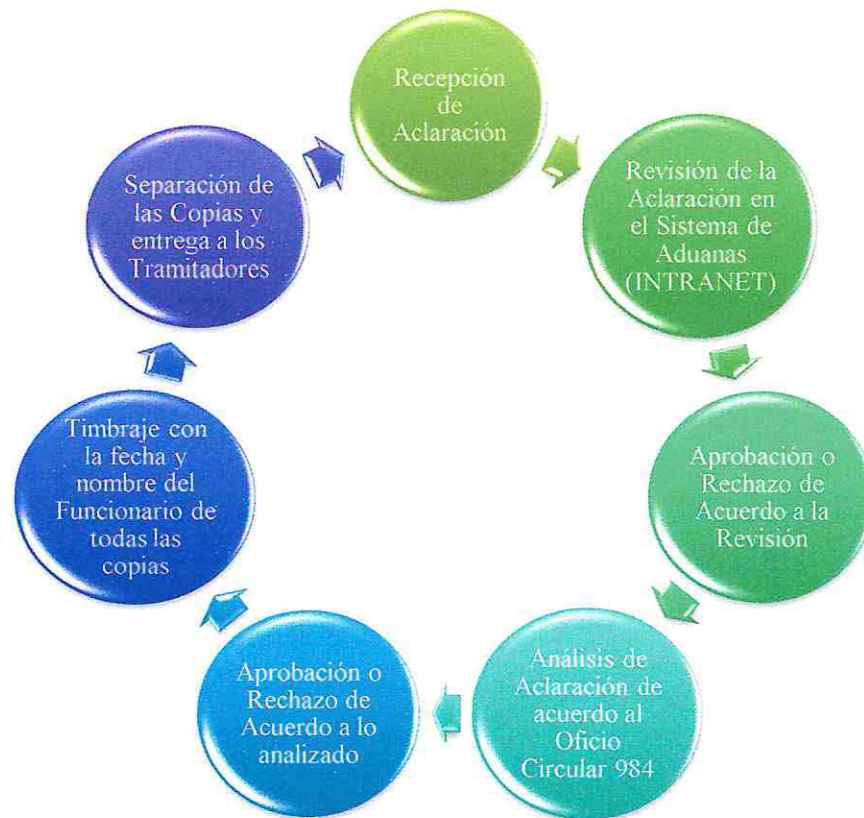 Recepción
de
Aclaración
Revisión de la
Aclaración en
el Sistema de
Aduanas
(INTRANET)
Aprobación o
Rechazo de
Acuerdo a la
Revisión
Análisis de
Aclaración de
acuerdo al
Oficio
Circular 984
Aprobación o
Rechazo de
Acuerdo a lo
analizado
Timbraje con
la fecha y
nombre del
Funcionario de
todas las
copias
Separación de
las Copias y
entrega a los
Tramitadores